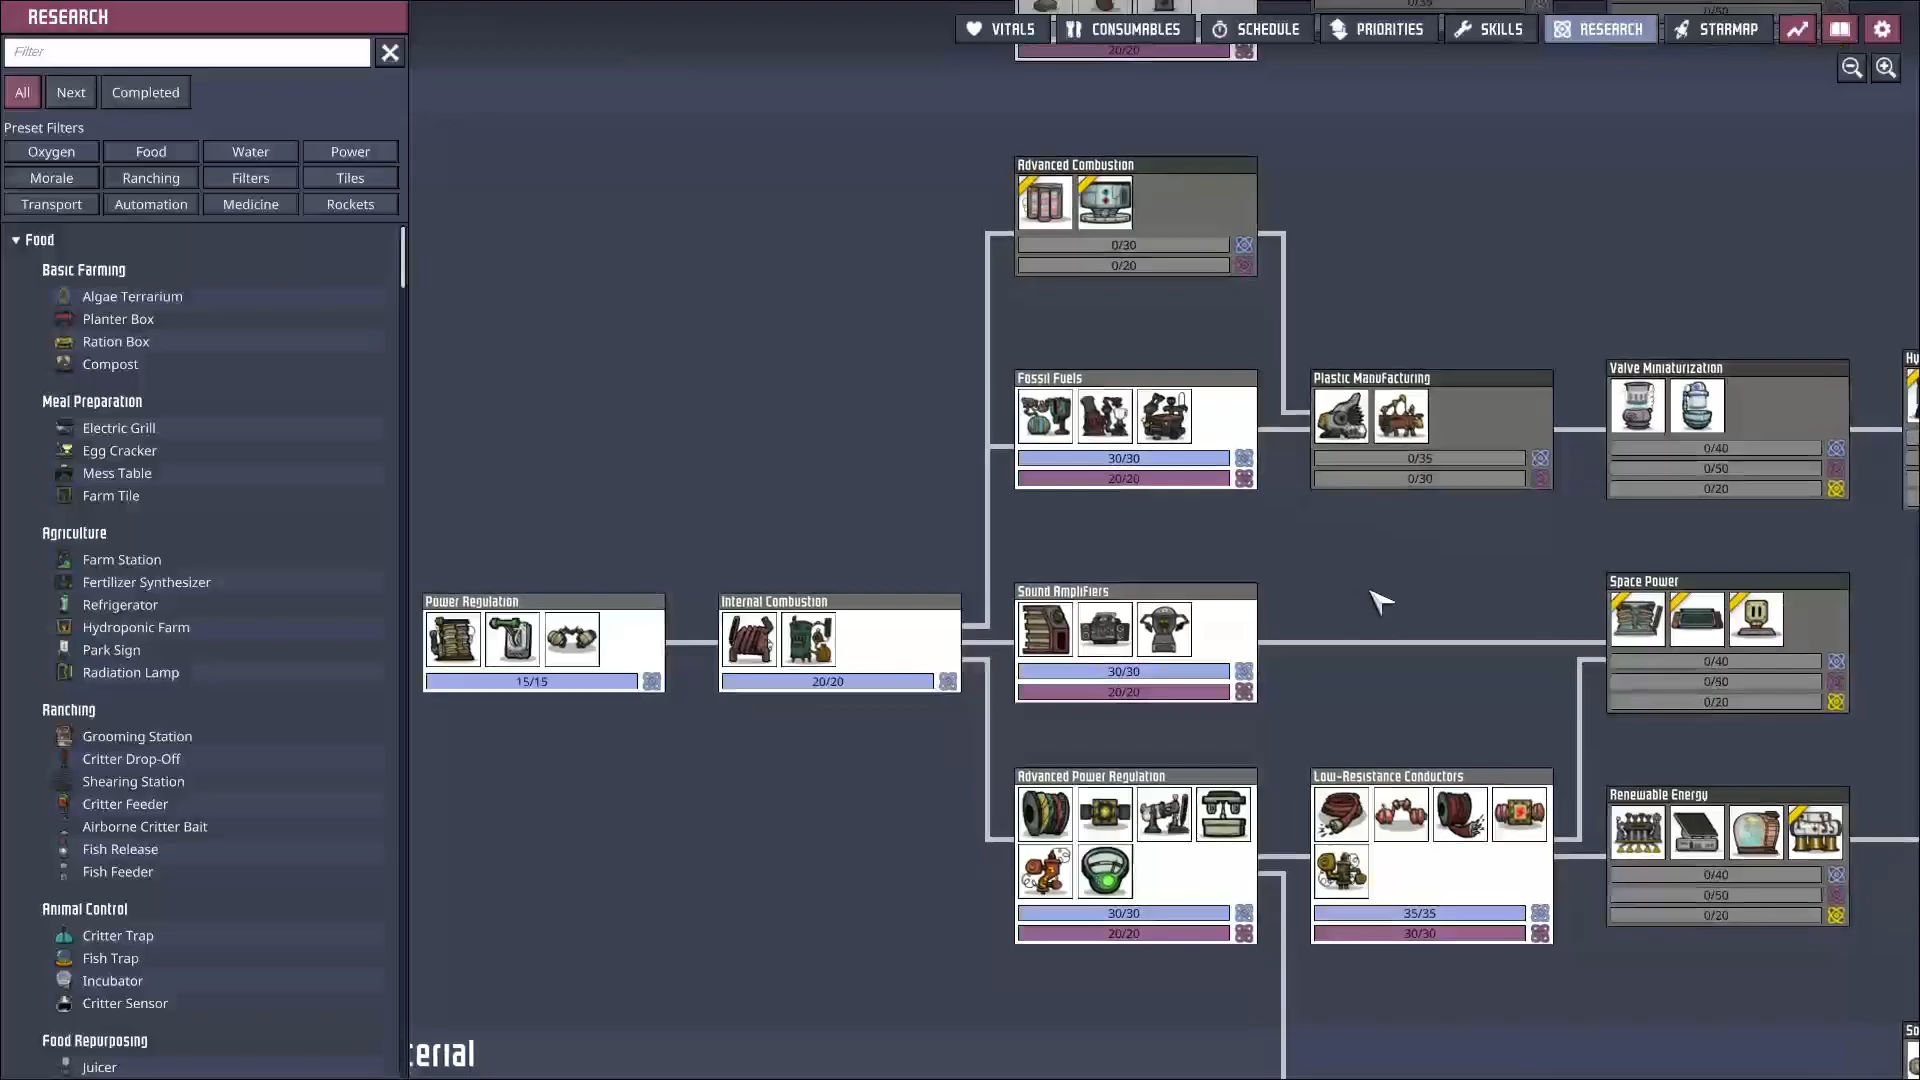 RESEARCH
Filter
All
Next
Completed
Preset Filters
Oxygen
Food
Water
Power
Morale
Ranching
Filters
Tiles
Transport
Automation
Medicine
Rockets
Food
Basic Farming
Algae Terrarium
Planter Box
Ration Box
Compost
Meal Preparation
Electric Grill
Egg Cracker
Mess Table
Farm Tile
Agriculture
Farm Station
Fertilizer Synthesizer
Refrigerator
Hydroponic Farm
Park Sign
Radiation Lamp
Ranching
Grooming Station
Critter Drop-Off
Shearing Station
Critter Feeder
Airborne Critter Bait
Fish Release
Fish Feeder
Animal Control
Critter Trap
Fish Trap
Incubator
Critter Sensor
Food Repurposing
Juicer
VITALS
CONSUMABLES
SCHEDULE
PRIORITIES
SKILLS
RESEARCH
STARMAP
20/20
Advanced Combustion
0/30
0/20
Fossil Fuels
30/30
20/20
Plastic Manufacturing
0/35
0/30
Valve Miniaturization
0/40
0/50
0/20
Hy
Power Regulation
15/15
Internal Combustion
20/20
Sound Amplifiers
30/30
20/20
Space Power
0/40
0/50
0/20
Advanced Power Regulation
30/30
20/20
Low-Resistance Conductors
35/35
30/30
Renewable Energy
0/40
0/50
0/20
So
terial